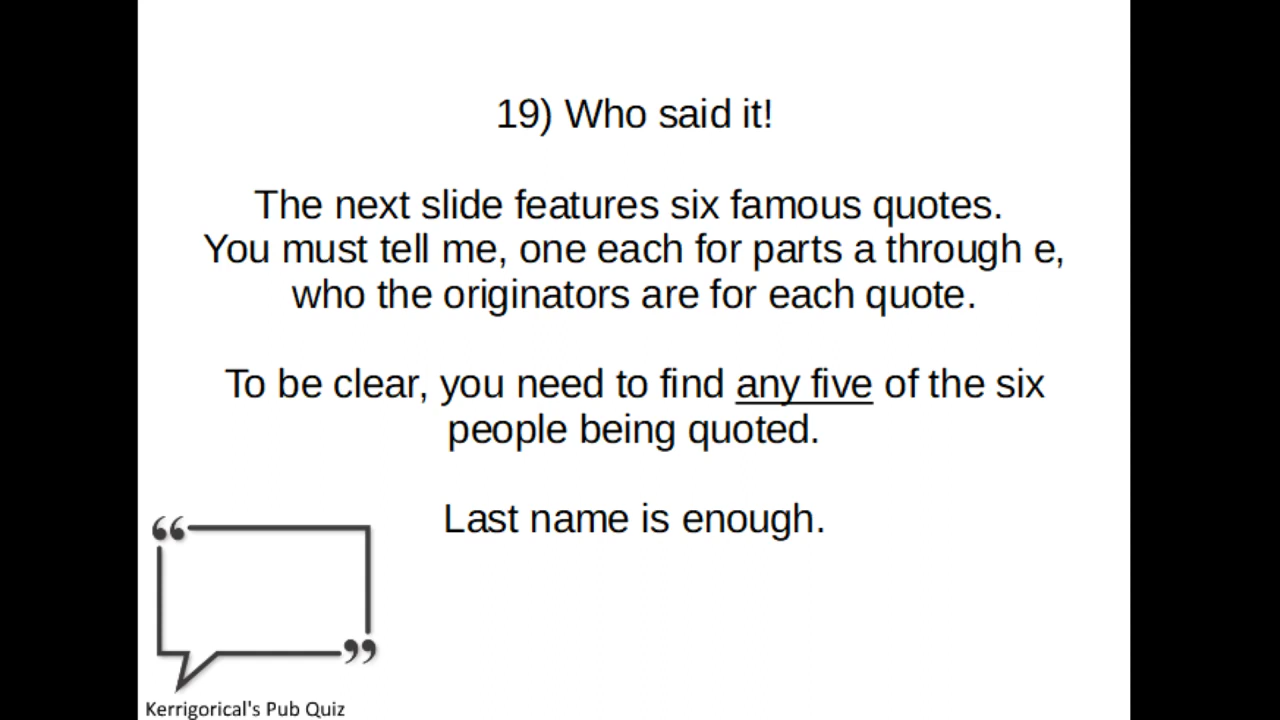 19) Who said it!
The next slide features six famous quotes.
You must tell me, one each for parts a through e,
who the originators are for each quote.
To be clear, you need to find any five of the six
people being quoted.
Last name is enough.
Kerrigorical's Pub Quiz